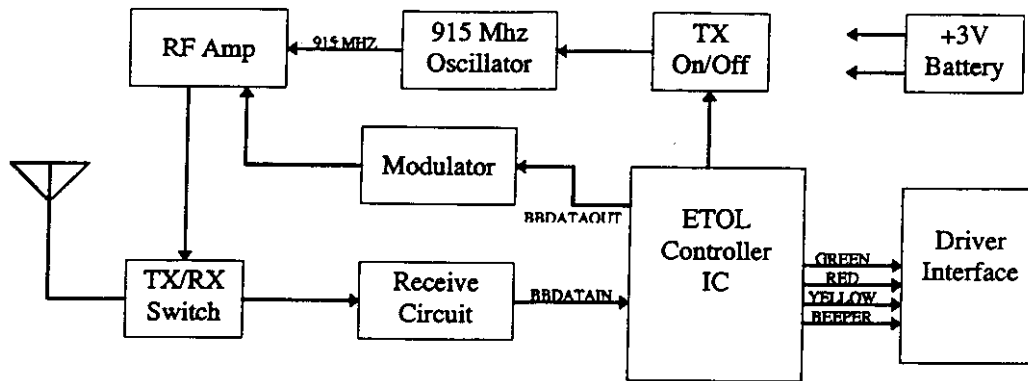 RF Amp
915 MHZ
915 Mhz
Oscillator
TX
On/Off
+3V
Battery
Modulator
BBDATAOUT
ETOL
Controller
IC
GREEN
RED
YELLOW
BEEPER
Driver
Interface
TX/RX
Switch
Receive
Circuit
BBDATAIN